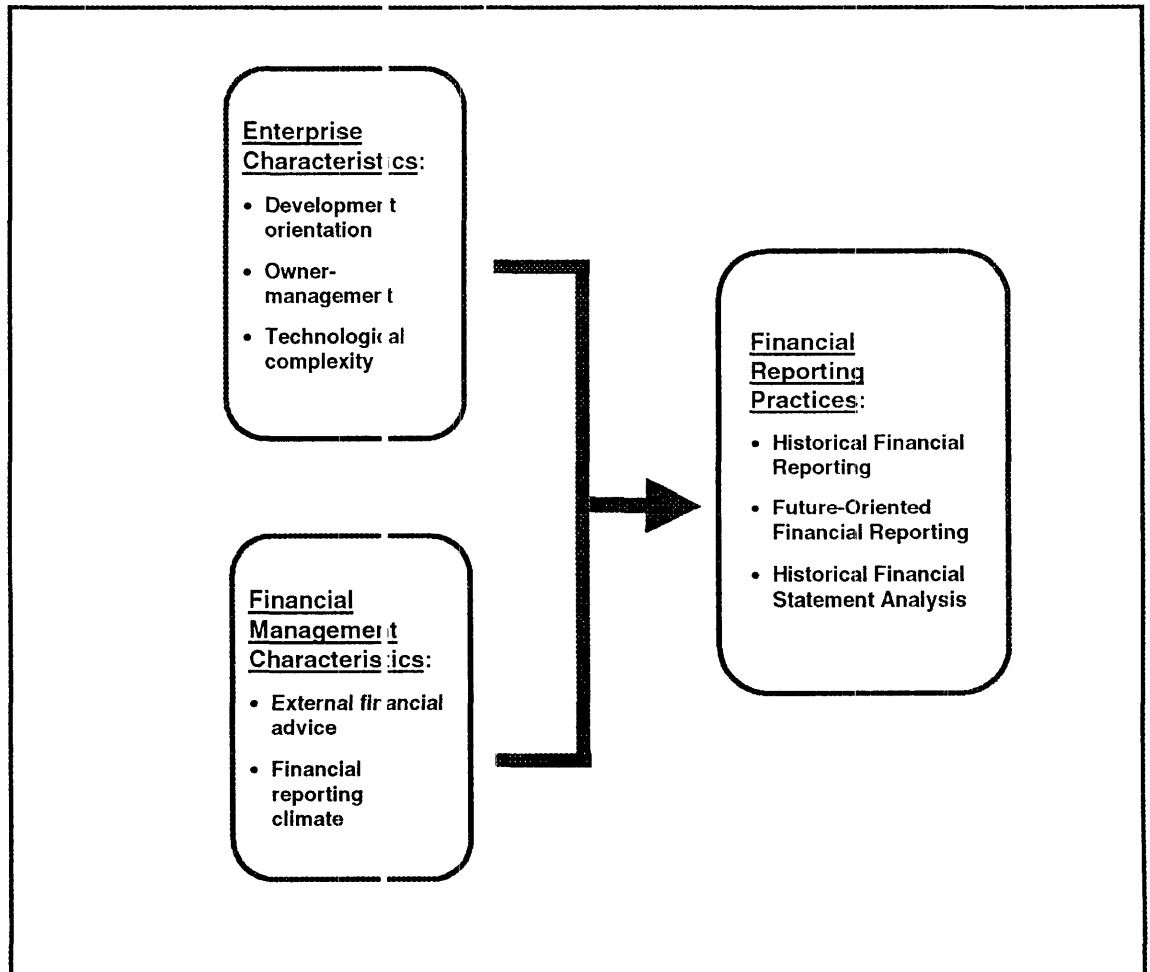 Enterprise
Characteristics:
• Development
orientation
• Owner-
management
• Technological
complexity
Financial
Management
Characteristics:
• External financial
advice
• Financial
reporting
climate
Financial
Reporting
Practices:
• Historical Financial
Reporting
• Future-Oriented
Financial Reporting
• Historical Financial
Statement Analysis